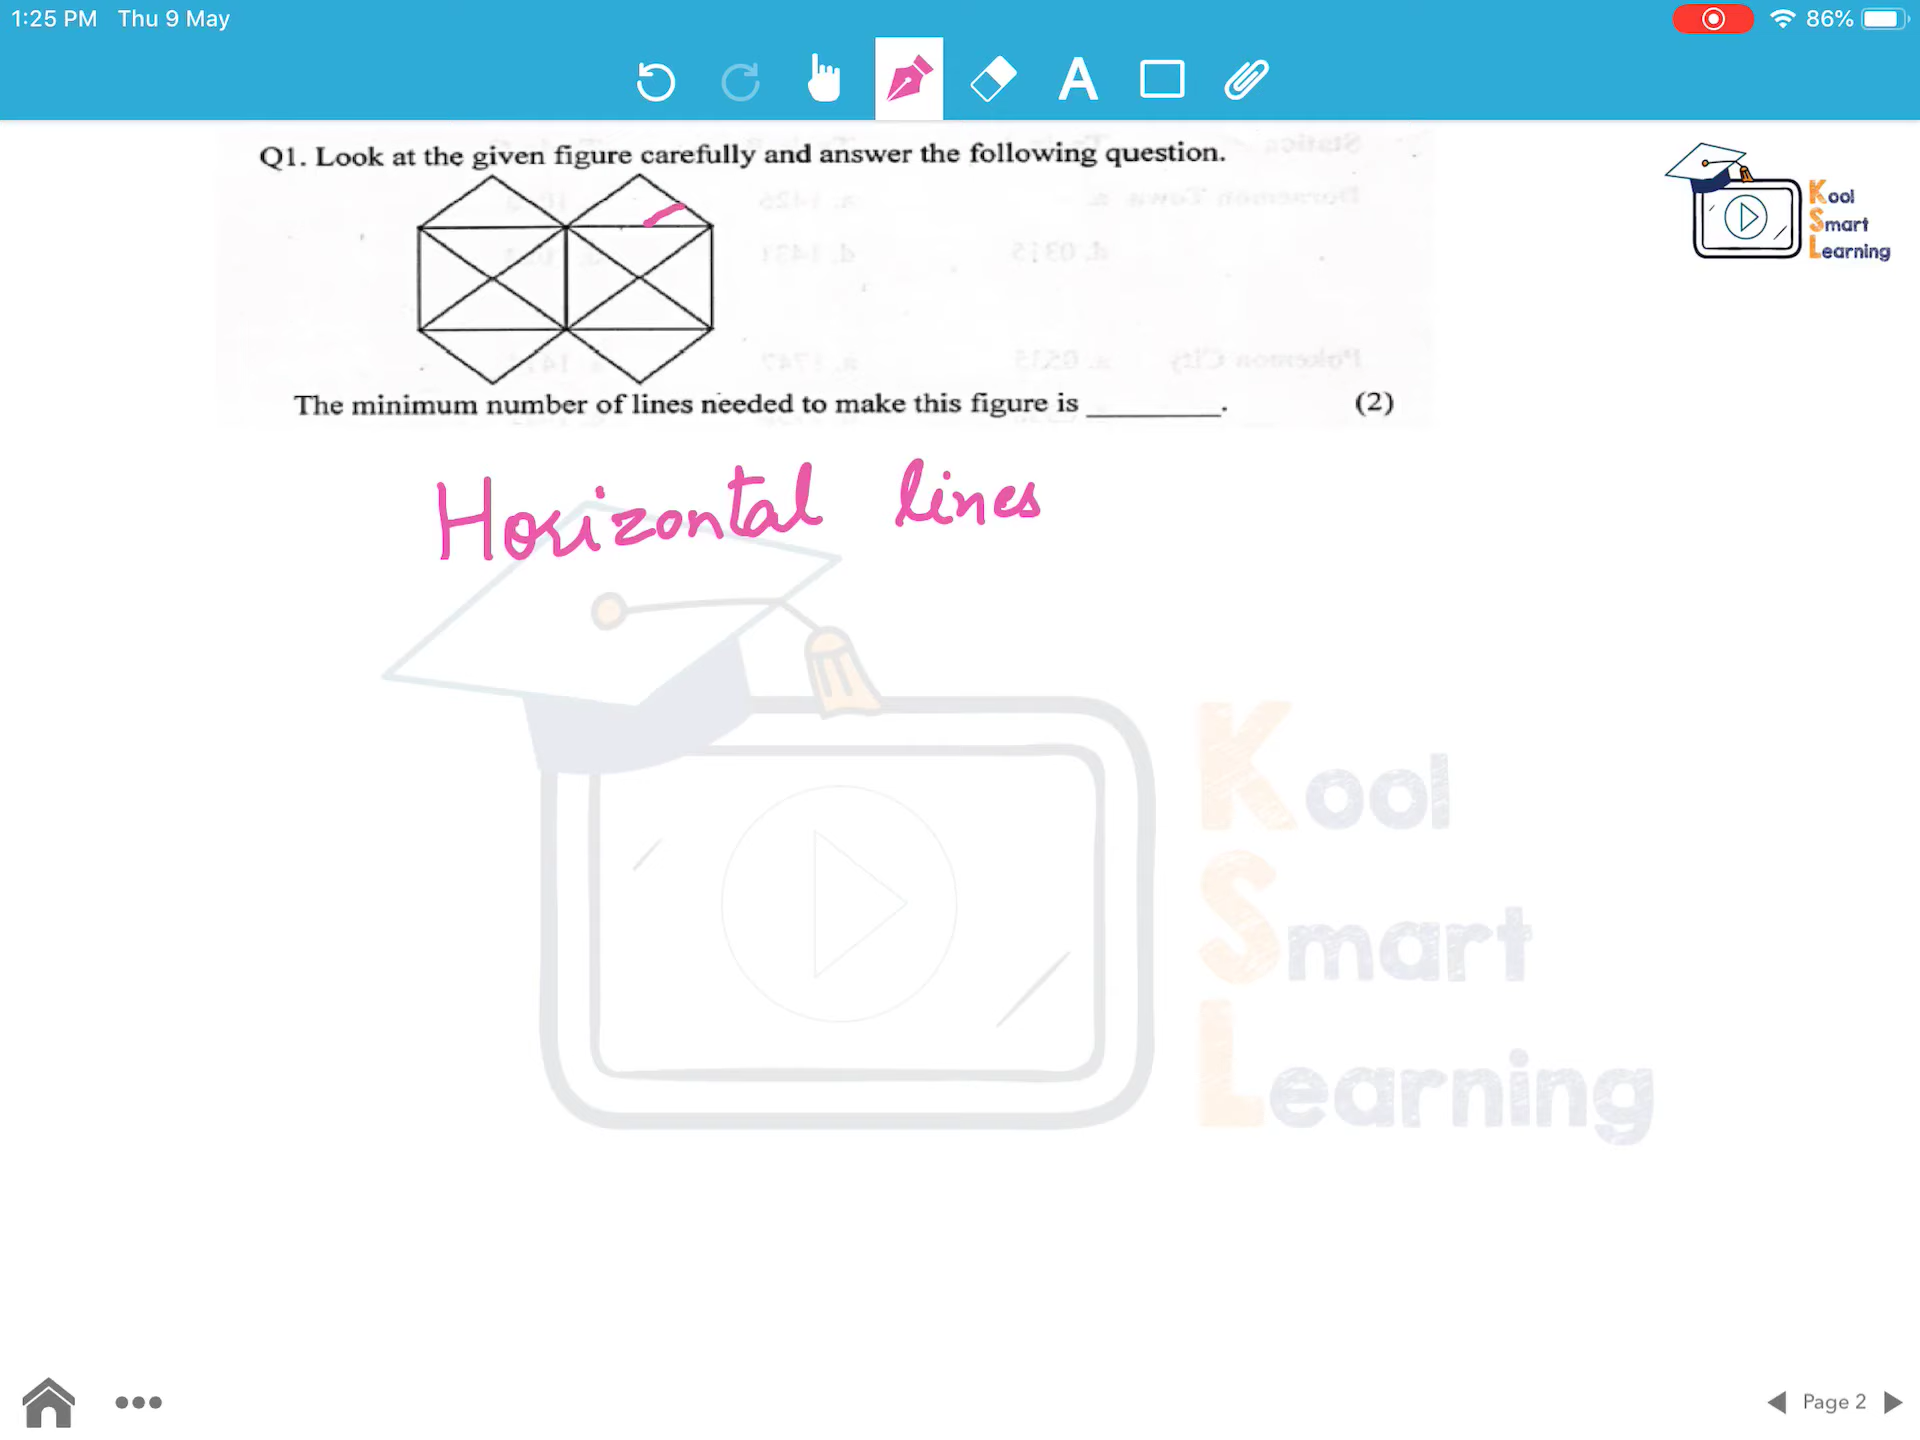 1:25 PM Thu 9 May
86%
A
Q1. Look at the given figure carefully and answer the following question.
The minimum number of lines needed to make this figure is __________. (2)
Horizontal lines
Kool
Smart
Learning
Kool
Smart
Learning
Page 2